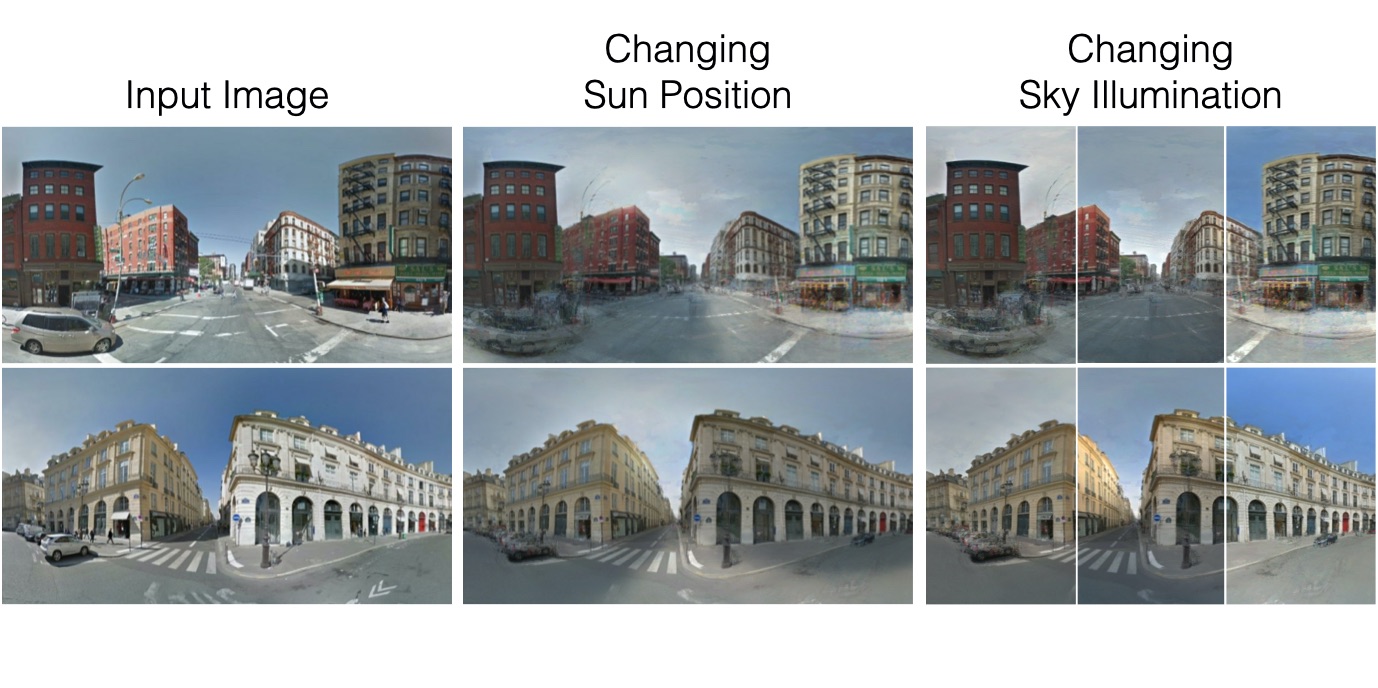 Input Image
Changing
Sun Position
Changing
Sky Illumination